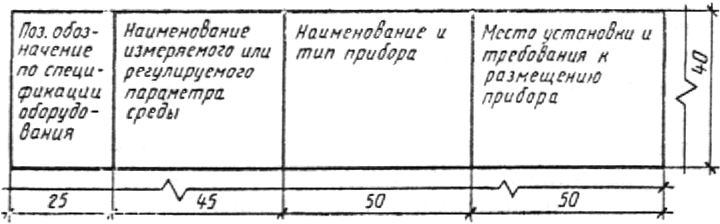 Поз. обоз-
начение
по специ-
фикации
оборудо-
вания
Наименование
измеряемого или
регулируемого
параметра
среды
Наименование и
тип прибора
Место установки и
требования к
размещению
прибора
40
25
45
50
50